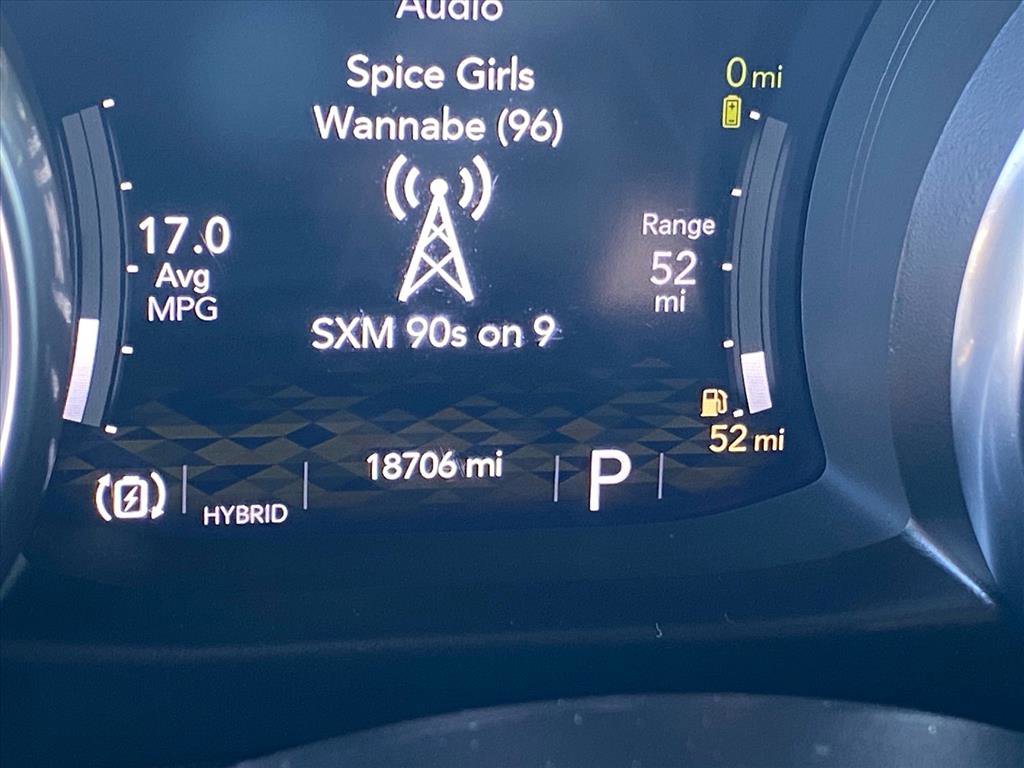 Audio
Spice Girls
Wannabe (96)
0 mi
17.0
Avg
MPG
Range
52
mi
SXM 90s on 9
52 mi
18706 mi
P
HYBRID